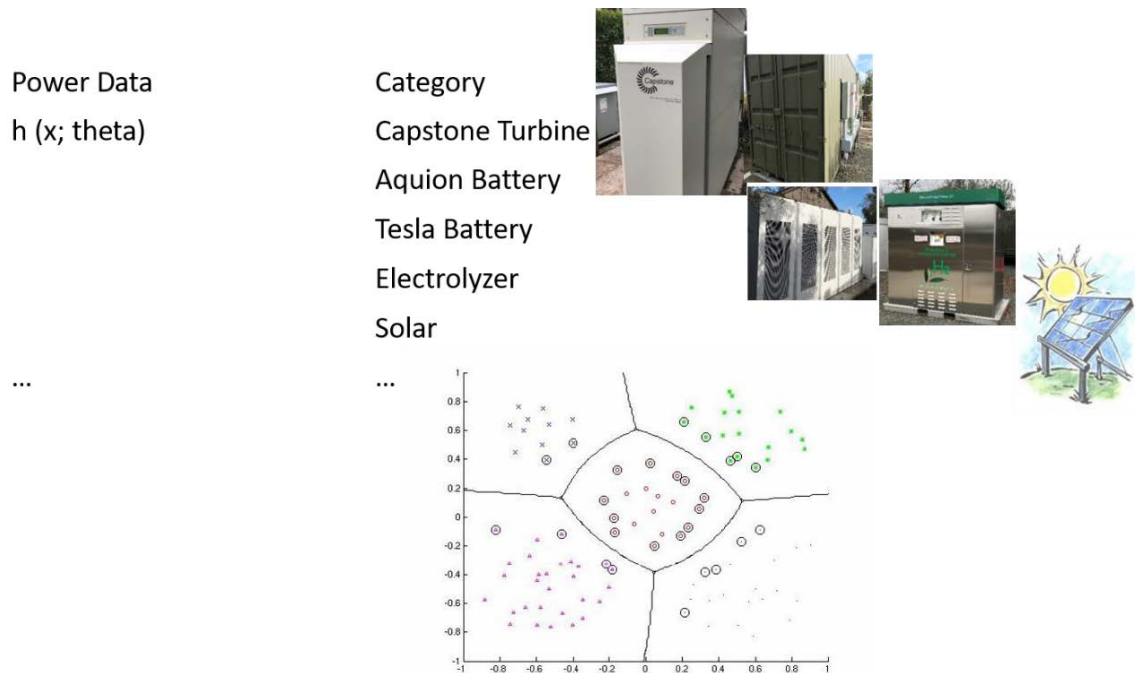 Power Data
Category
h (x; theta)
Capstone Turbine
Aquion Battery
Tesla Battery
Electrolyzer
Solar
...
...
Capstone
H2
1
0.8
0.6
0.4
0.2
0
-0.2
-0.4
-0.6
-0.8
-1
-1
-0.8
-0.6
-0.4
-0.2
0
0.2
0.4
0.6
0.8
1